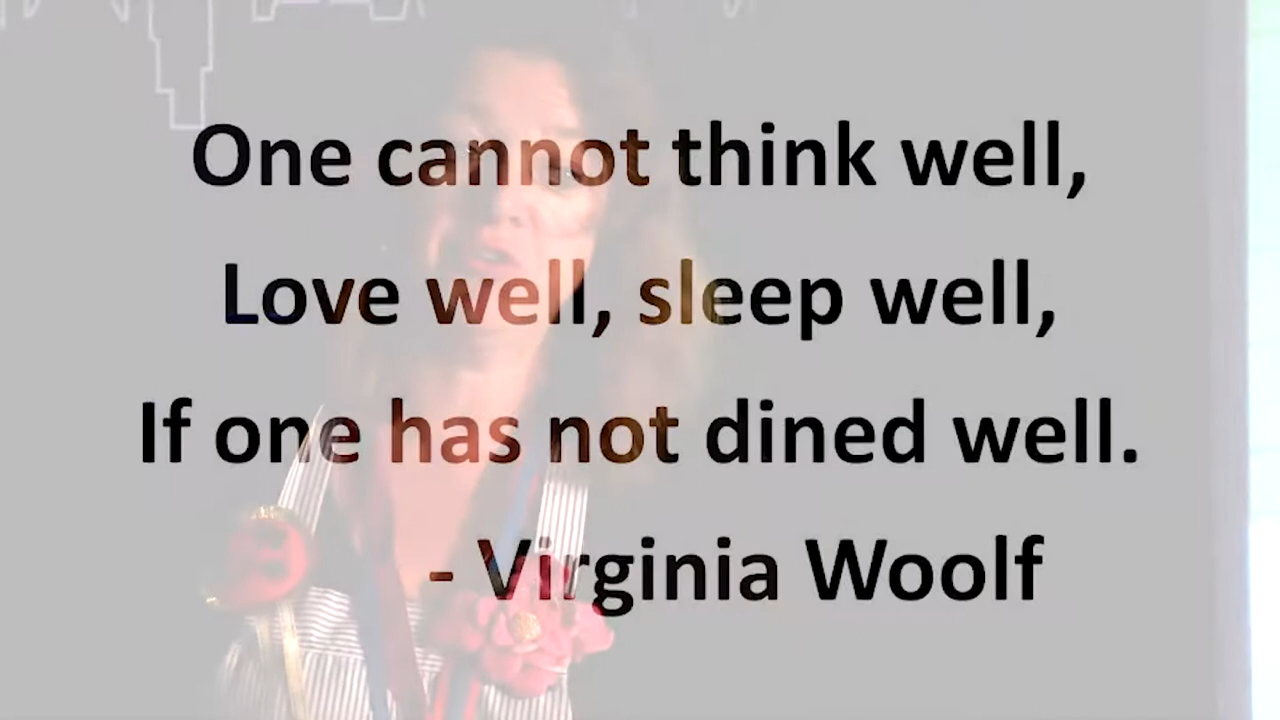 One cannot think well,
Love well, sleep well,
If one has not dined well.
- Virginia Woolf